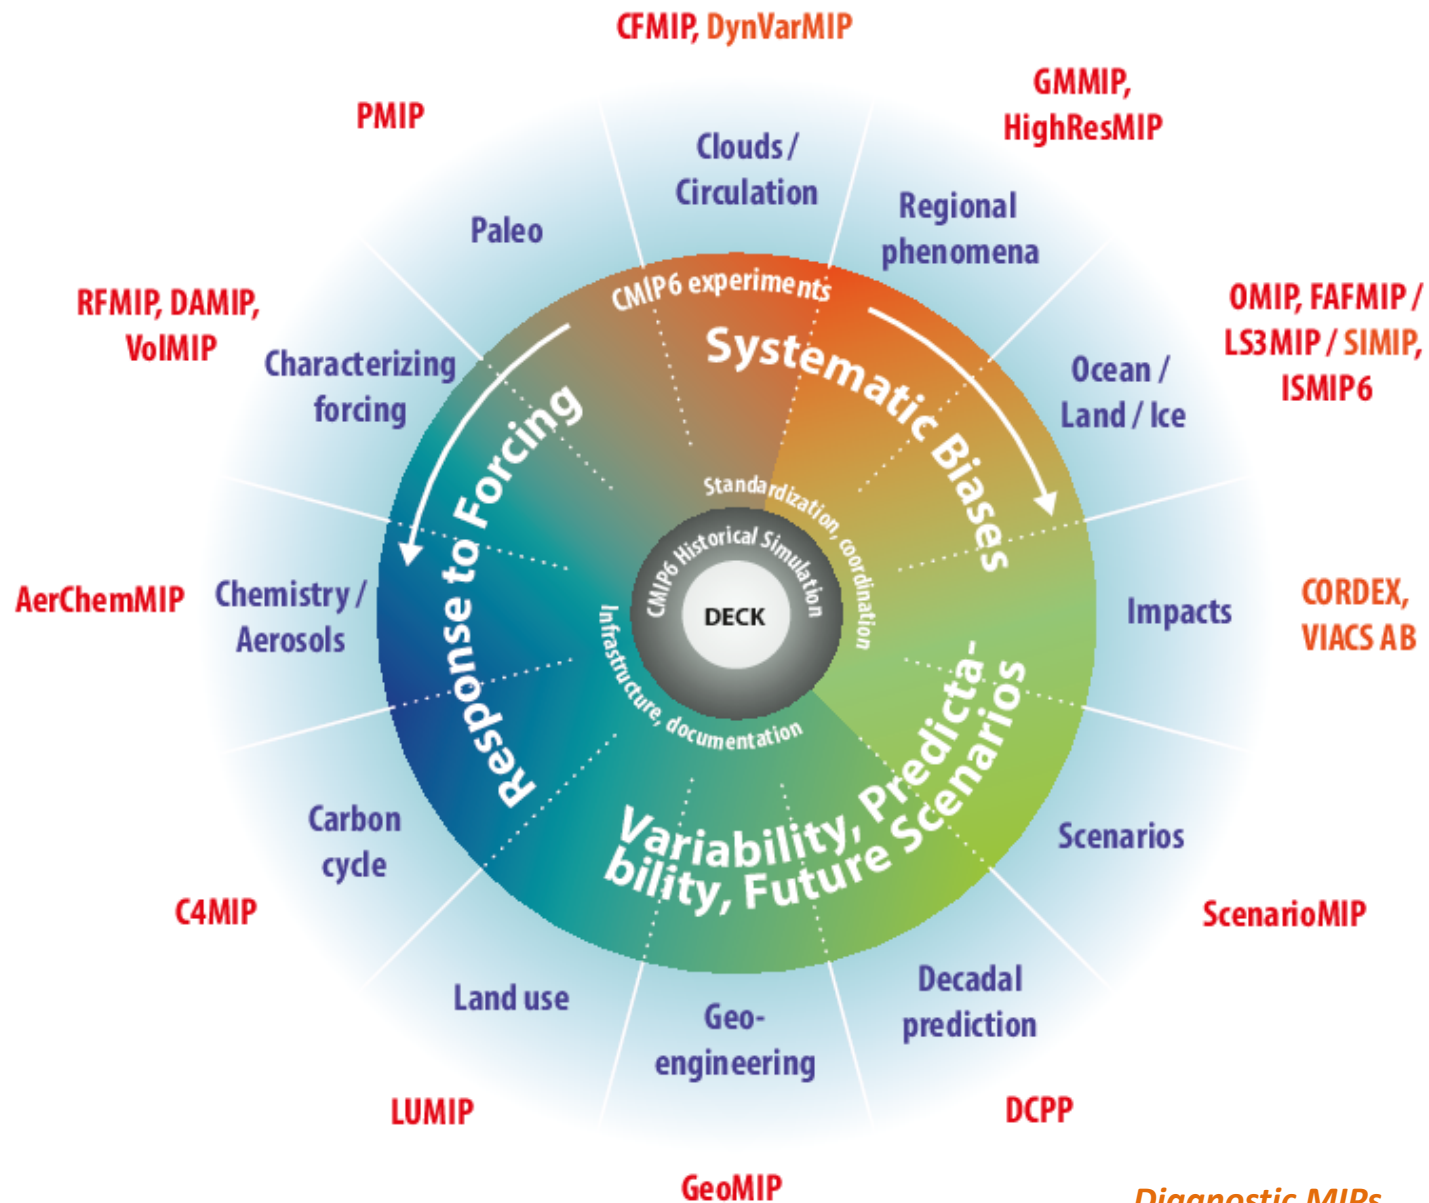 CFMIP, DynVarMIP
GMMIP,
HighResMIP
PMIP
Clouds /
Circulation
Regional
phenomena
Paleo
OMIP, FAFMIP /
LS3MIP / SIMIP,
ISMIP6
RFMIP, DAMIP,
VolMIP
Characterizing
forcing
Ocean /
Land / Ice
CMIP6 experiments
Systematic Biases
Response to Forcing
Standardization, coordination
CMIP6 Historical Simulation
DECK
Infrastructure, documentation
Variability, Predicta-
bility, Future Scenarios
AerChemMIP
Chemistry /
Aerosols
Impacts
CORDEX,
VIACS AB
Carbon
cycle
Scenarios
C4MIP
ScenarioMIP
Land use
Geo-
engineering
Decadal
prediction
LUMIP
DCPP
GeoMIP
Diagnostic MIPs